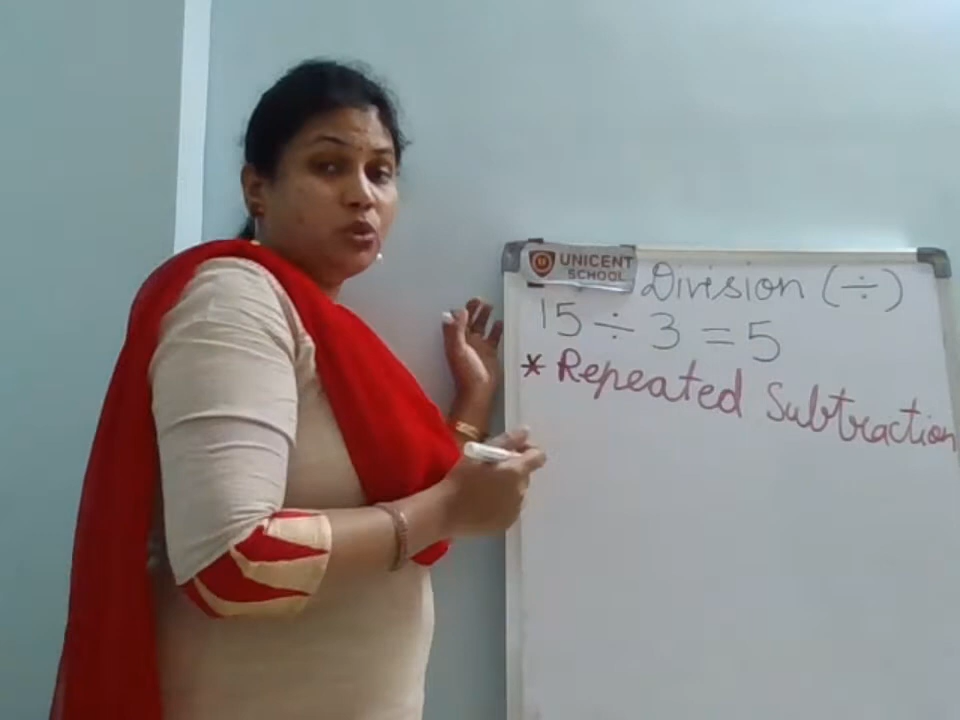 UNICENT
SCHOOL
Division (÷)
15 ÷ 3 = 5
* Repeated Subtraction